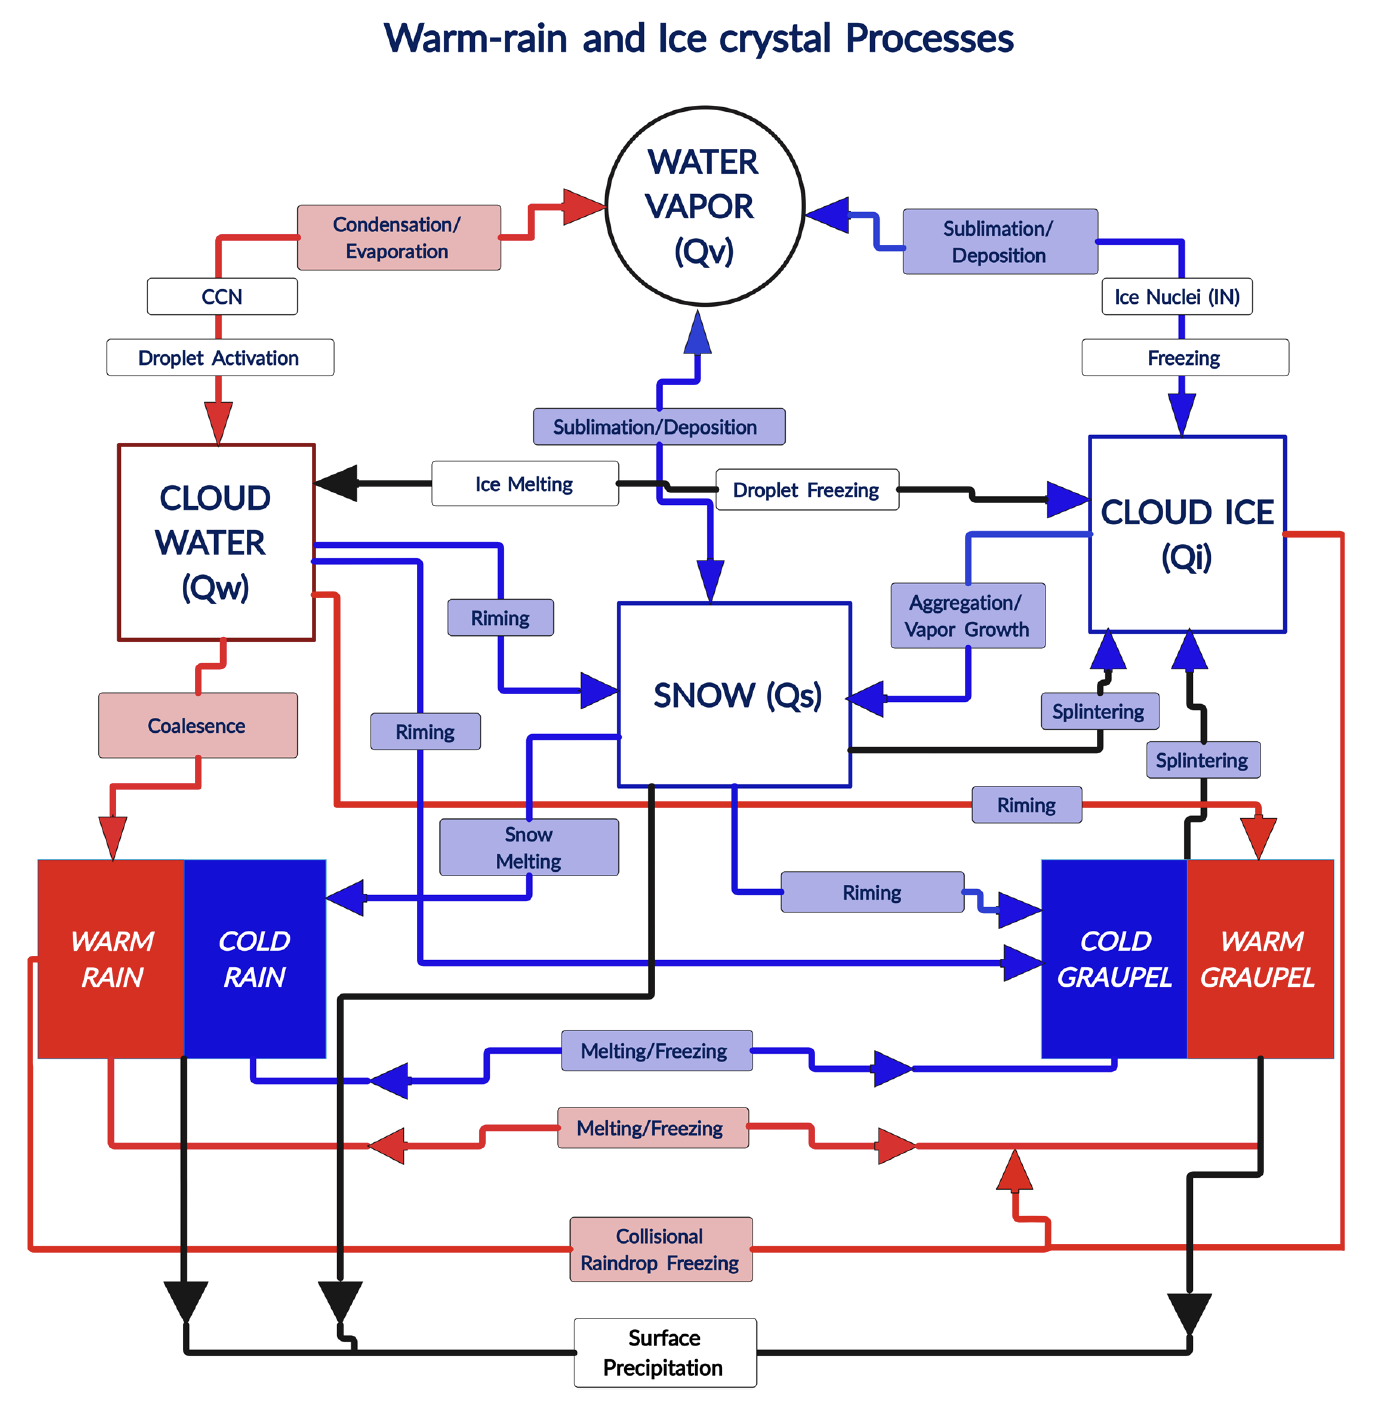 Warm-rain and Ice crystal Processes
WATER
VAPOR
(Qv)
Condensation/
Evaporation
Sublimation/
Deposition
CCN
Ice Nuclei (IN)
Droplet Activation
Freezing
Sublimation/Deposition
CLOUD
WATER
(Qw)
Ice Melting
Droplet Freezing
CLOUD ICE
(Qi)
Riming
Aggregation/
Vapor Growth
SNOW (Qs)
Coalesence
Riming
Splintering
Splintering
Riming
Snow
Melting
Riming
WARM
RAIN
COLD
RAIN
COLD
GRAUPEL
WARM
GRAUPEL
Melting/Freezing
Melting/Freezing
Collisional
Raindrop Freezing
Surface
Precipitation